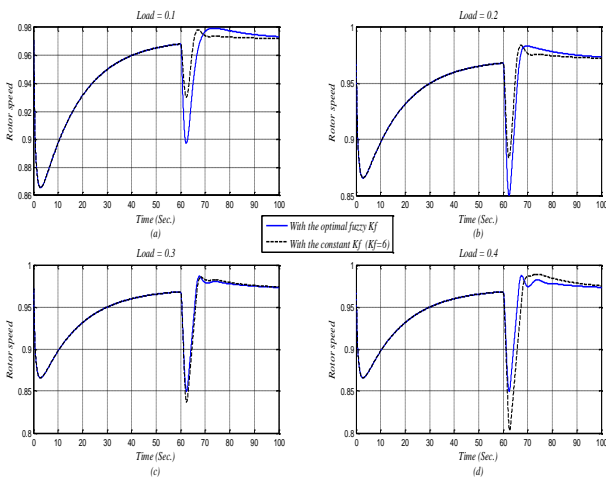 Load = 0.1
0.98
0.96
0.94
0.92
0.9
0.88
0.86
Rotor speed
0 10 20 30 40 50 60 70 80 90 100
Time (Sec.)
(a)
Load = 0.2
1
0.95
0.9
0.85
Rotor speed
0 10 20 30 40 50 60 70 80 90 100
Time (Sec.)
(b)
With the optimal fuzzy Kf
With the constant Kf (Kf=6)
Load = 0.3
1
0.95
0.9
0.85
0.8
Rotor speed
0 10 20 30 40 50 60 70 80 90 100
Time (Sec.)
(c)
Load = 0.4
1
0.95
0.9
0.85
0.8
Rotor speed
0 10 20 30 40 50 60 70 80 90 100
Time (Sec.)
(d)